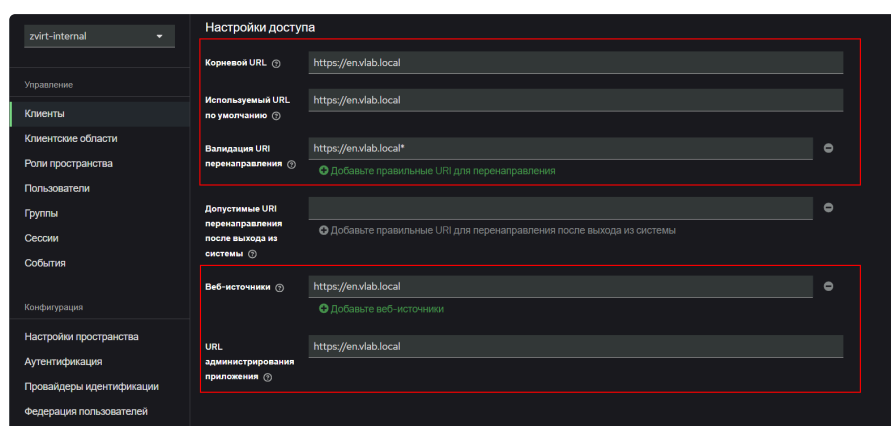 zvirt-internal
Управление
Клиенты
Клиентские области
Роли пространства
Пользователи
Группы
Сессии
События
Конфигурация
Настройки пространства
Аутентификация
Провайдеры идентификации
Федерация пользователей
Настройки доступа
Корневой URL
https://en.vlab.local
Используемый URL
по умолчанию
https://en.vlab.local
Валидация URI
перенаправления
https://en.vlab.local*
Добавьте правильные URI для перенаправления
Допустимые URI
перенаправления
после выхода из
системы
Добавьте правильные URI для перенаправления после выхода из системы
Веб-источники
https://en.vlab.local
Добавьте веб-источники
URL
администрирования
приложения
https://en.vlab.local